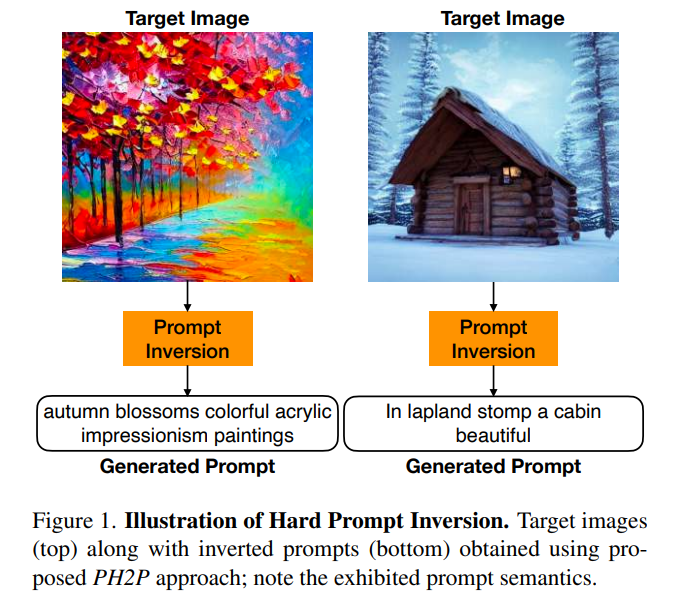 Target Image
Target Image
Prompt
Inversion
Prompt
Inversion
autumn blossoms colorful acrylic
impressionism paintings
In lapland stomp a cabin
beautiful
Generated Prompt
Generated Prompt
Figure 1. Illustration of Hard Prompt Inversion. Target images
(top) along with inverted prompts (bottom) obtained using pro-
posed PH2P approach; note the exhibited prompt semantics.